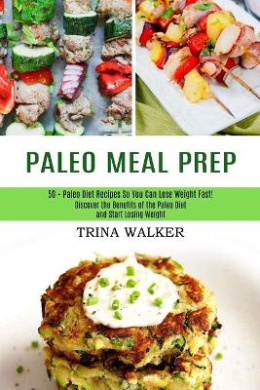 PALEO MEAL PREP
50 - Paleo Diet Recipes So You Can Lose Weight Fast!
Discover the Benefits of the Paleo Diet
and Start Losing Weight
TRINA WALKER